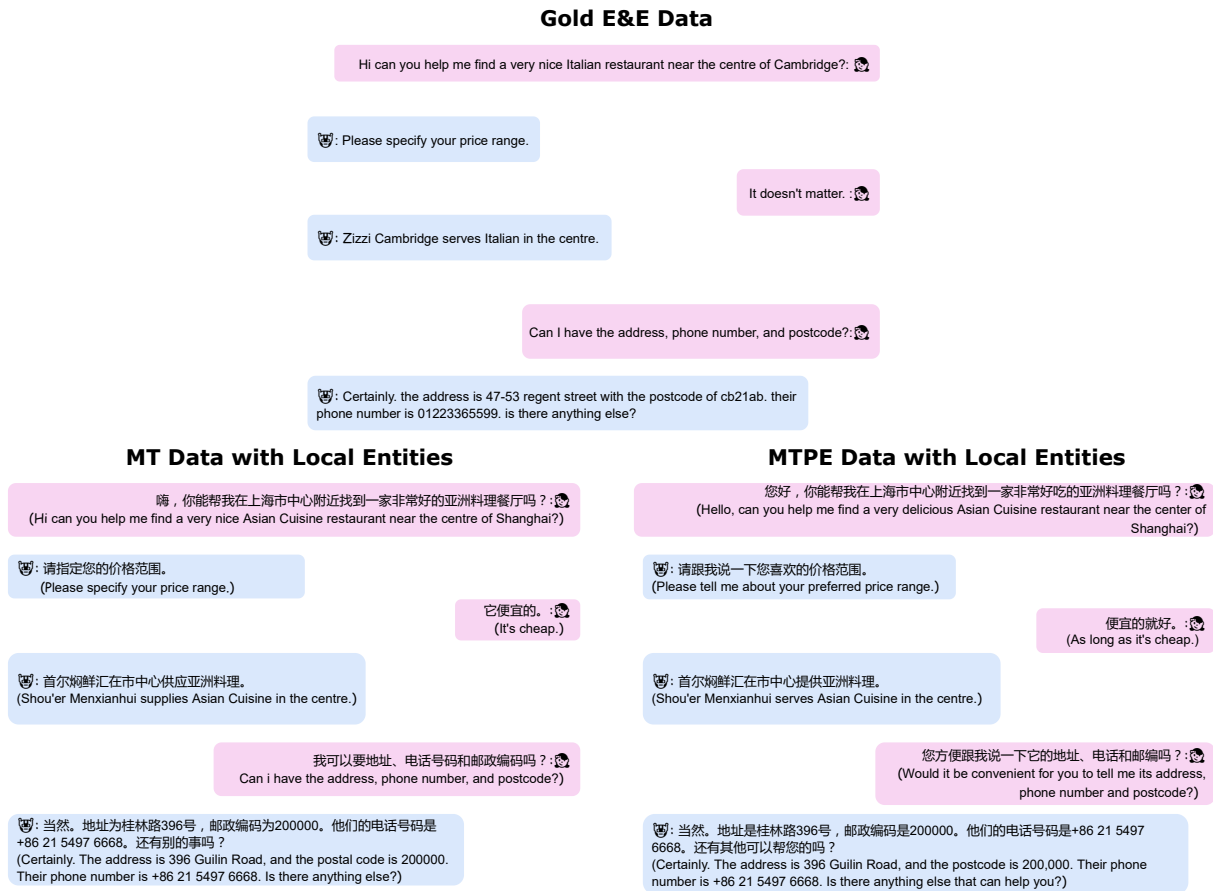 Gold E&E Data
Hi can you help me find a very nice Italian restaurant near the centre of Cambridge?:
: Please specify your price range.
It doesn't matter. :
: Zizzi Cambridge serves Italian in the centre.
Can I have the address, phone number, and postcode?:
: Certainly. the address is 47-53 regent street with the postcode of cb21ab. their
phone number is 01223365599. is there anything else?
MT Data with Local Entities
嗨，你能帮我在上海市中心附近找到一家非常好的亚洲料理餐厅吗？:
(Hi can you help me find a very nice Asian Cuisine restaurant near the centre of Shanghai?)
: 请指定您的价格范围。
(Please specify your price range.)
它便宜的。:
(It's cheap.)
: 首尔焖鲜汇在市中心供应亚洲料理。
(Shou'er Menxianhui supplies Asian Cuisine in the centre.)
我可以要地址、电话号码和邮政编码吗？:
Can i have the address, phone number, and postcode?)
: 当然。地址为桂林路396号，邮政编码为200000。他们的电话号码是
+86 21 5497 6668。还有别的事吗？
(Certainly. The address is 396 Guilin Road, and the postal code is 200000.
Their phone number is +86 21 5497 6668. Is there anything else?)
MTPE Data with Local Entities
您好，你能帮我在上海市中心附近找到一家非常好吃的亚洲料理餐厅吗？:
(Hello, can you help me find a very delicious Asian Cuisine restaurant near the center of
Shanghai?)
: 请跟我说一下您喜欢的价格范围。
(Please tell me about your preferred price range.)
便宜的就好。:
(As long as it's cheap.)
: 首尔焖鲜汇在市中心提供亚洲料理。
(Shou'er Menxianhui serves Asian Cuisine in the centre.)
您方便跟我说一下它的地址、电话和邮编吗？:
(Would it be convenient for you to tell me its address,
phone number and postcode?)
: 当然。地址是桂林路396号，邮政编码是200000。他们的电话号码是+86 21 5497
6668。还有其他可以帮您的吗？
(Certainly. The address is 396 Guilin Road, and the postcode is 200,000. Their phone
number is +86 21 5497 6668. Is there anything else that can help you?)